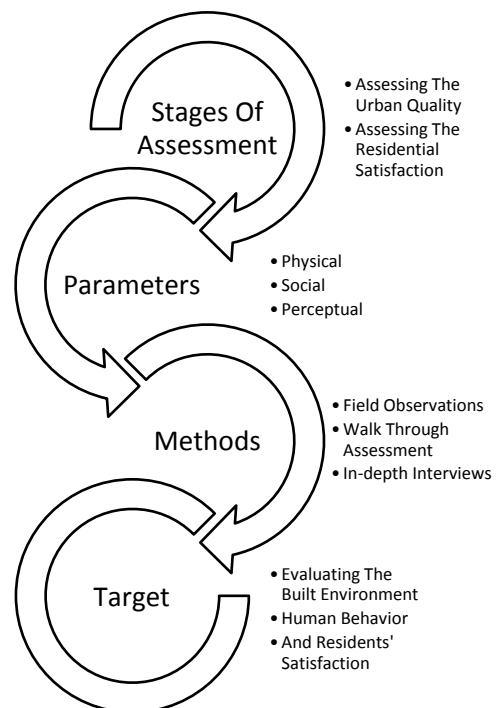 Stages Of
Assessment
• Assessing The
Urban Quality
• Assessing The
Residential
Satisfaction
Parameters
• Physical
• Social
• Perceptual
Methods
• Field Observations
• Walk Through
Assessment
• In-depth Interviews
Target
• Evaluating The
Built Environment
• Human Behavior
• And Residents'
Satisfaction